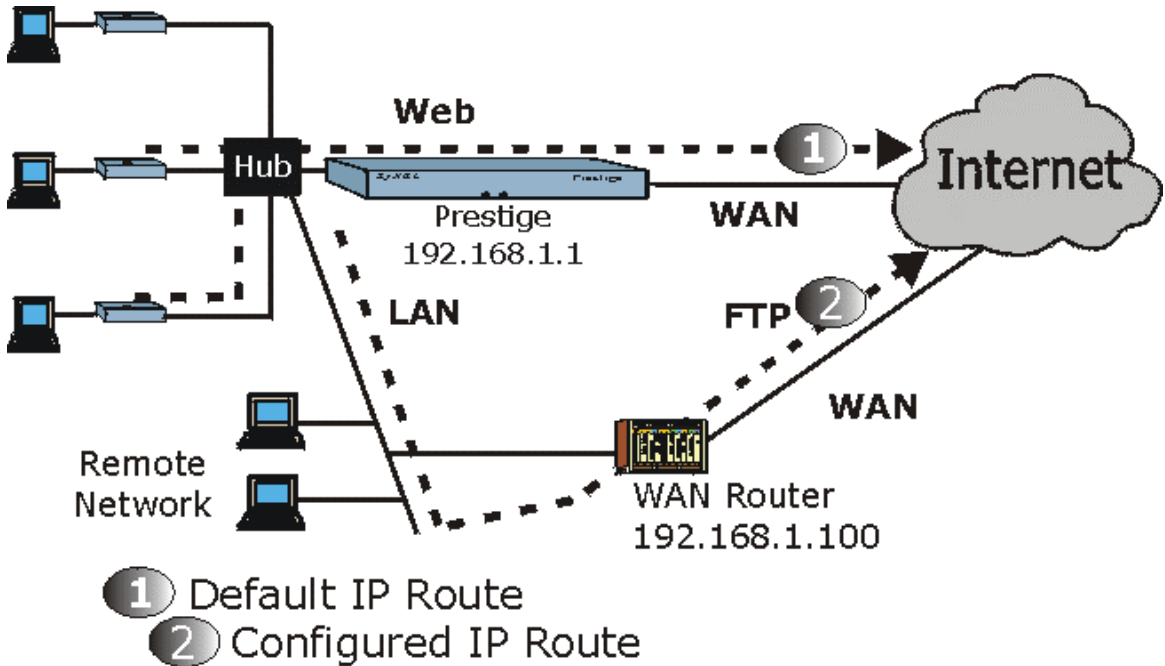 Web
1
Hub
Internet
ZyXEL
Prestige
WAN
Prestige
192.168.1.1
LAN
FTP
2
WAN
Remote
Network
WAN Router
192.168.1.100
1 Default IP Route
2 Configured IP Route